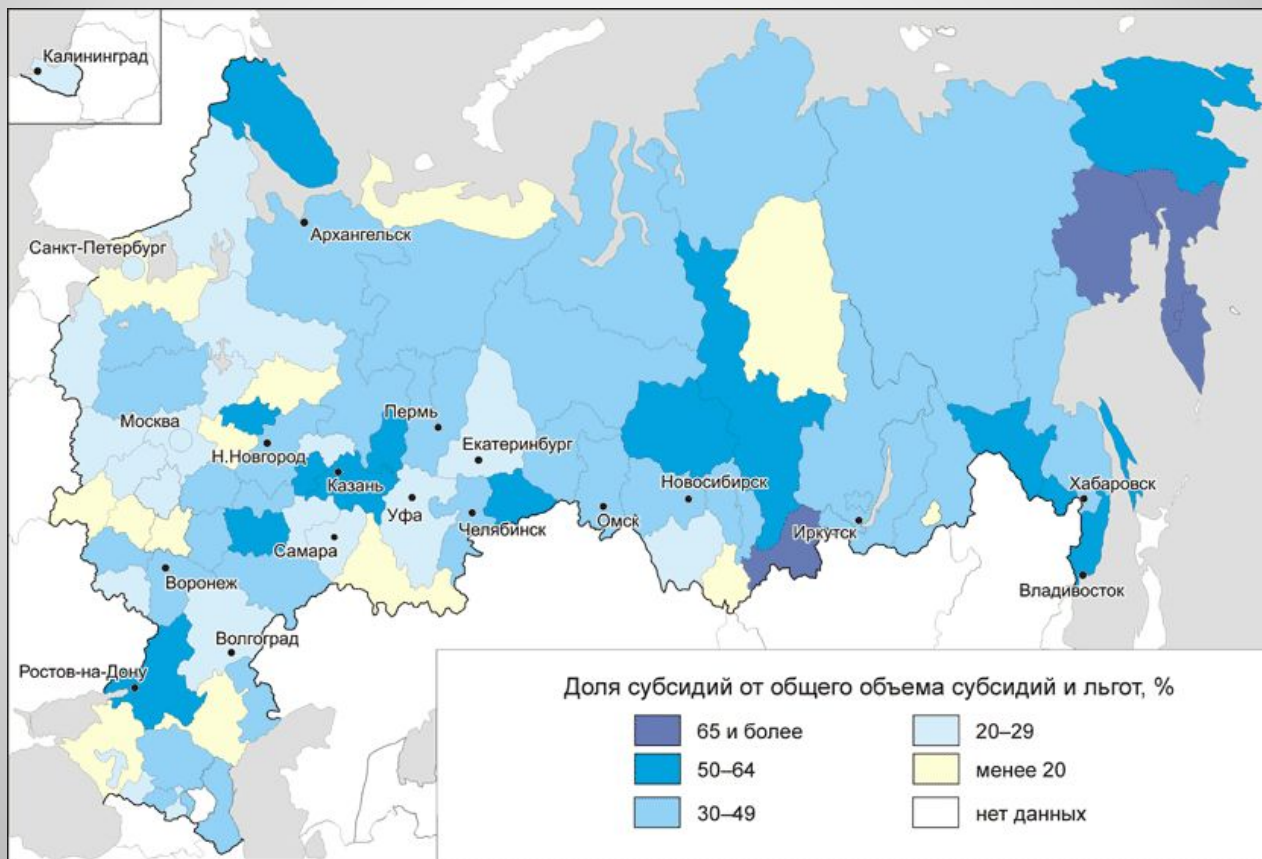 Калининград
Архангельск
Санкт-Петербург
Москва
Пермь
Екатеринбург
Н.Новгород
Казань
Новосибирск
Хабаровск
Уфа
Челябинск
Омск
Иркутск
Самара
Воронеж
Владивосток
Волгоград
Ростов-на-Дону
Доля субсидий от общего объема субсидий и льгот, %
65 и более
20–29
50–64
менее 20
30–49
нет данных